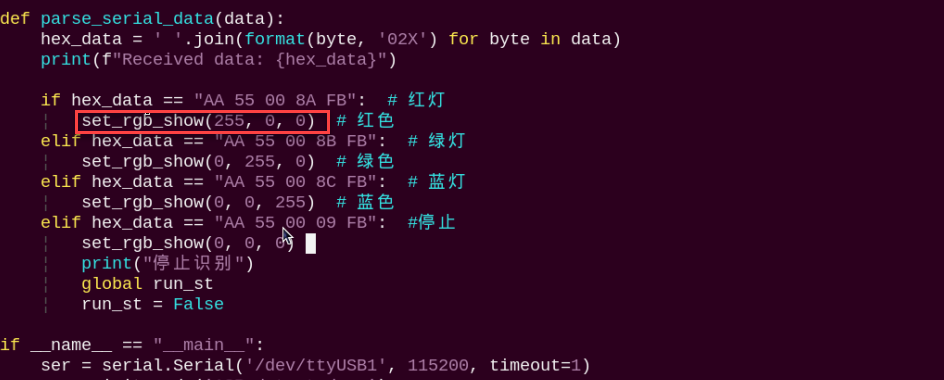 def parse_serial_data(data):
    hex_data = ' '.join(format(byte, '02X') for byte in data)
    print(f"Received data: {hex_data}")
    if hex_data == "AA 55 00 8A FB":  # 红灯
        set_rgb_show(255, 0, 0)  # 红色
    elif hex_data == "AA 55 00 8B FB":  # 绿灯
        set_rgb_show(0, 255, 0)  # 绿色
    elif hex_data == "AA 55 00 8C FB":  # 蓝灯
        set_rgb_show(0, 0, 255)  # 蓝色
    elif hex_data == "AA 55 00 09 FB":  #停止
        set_rgb_show(0, 0, 0)
        print("停止识别")
        global run_st
        run_st = False
if __name__ == "__main__":
    ser = serial.Serial('/dev/ttyUSB1', 115200, timeout=1)